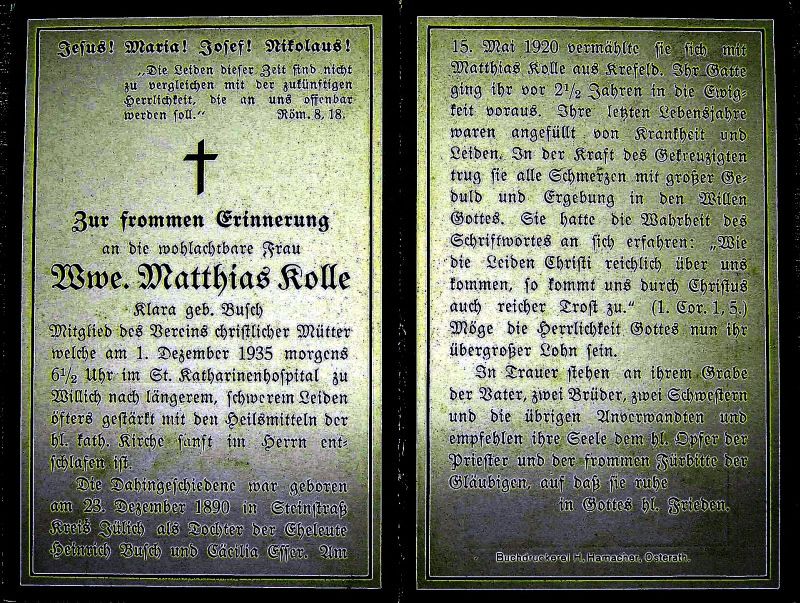 Jesus! Maria! Josef! Nikolaus!
„Die Leiden dieser Zeit sind nicht
zu vergleichen mit der zukünftigen
Herrlichkeit, die an uns offenbar
werden soll.“ Röm. 8, 18.
Zur frommen Erinnerung
an die wohlachtbare Frau
Wwe. Matthias Kolle
Klara geb. Busch
Mitglied des Vereins christlicher Mütter
welche am 1. Dezember 1935 morgens
6½ Uhr im St. Katharinenhospital zu
Willich nach längerem, schwerem Leiden
öfters gestärkt mit den Heilsmitteln der
hl. kath. Kirche sanft im Herrn ent-
schlafen ist.
Die Dahingeschiedene war geboren
am 23. Dezember 1890 in Steinstraß
Kreis Jülich als Tochter der Eheleute
Heinrich Busch und Cäcilia Esser. Am
15. Mai 1920 vermählte sie sich mit
Matthias Kolle aus Krefeld. Ihr Gatte
ging ihr vor 2½ Jahren in die Ewig-
keit voraus. Ihre letzten Lebensjahre
waren angefüllt von Krankheit und
Leiden. In der Kraft des Gekreuzigten
trug sie alle Schmerzen mit großer Ge-
duld und Ergebung in den Willen
Gottes. Sie hatte die Wahrheit des
Schriftwortes an sich erfahren: „Wie
die Leiden Christi reichlich über uns
kommen, so kommt uns durch Christus
auch reicher Trost zu.“ (1. Cor. 1, 5.)
Möge die Herrlichkeit Gottes nun ihr
übergroßer Lohn sein.
In Trauer stehen an ihrem Grabe
der Vater, zwei Brüder, zwei Schwestern
und die übrigen Anverwandten und
empfehlen ihre Seele dem hl. Opfer der
Priester und der frommen Fürbitte der
Gläubigen, auf daß sie ruhe
in Gottes hl. Frieden.
Buchdruckerei H. Hamacher, Osterath.